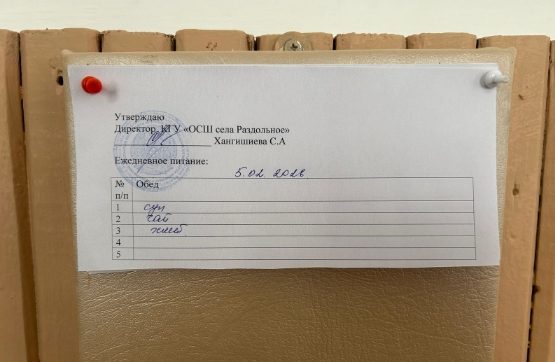 Утверждаю
Директор КГУ «ОСШ села Раздольное»
Хангишиева С.А
Ежедневное питание:
5.02 2026
№ п/п Обед
1 суп
2 чай
3 хлеб
4
5